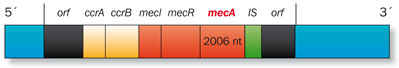 5´ orf ccrA ccrB mecI mecR mecA IS orf 3´
2006 nt